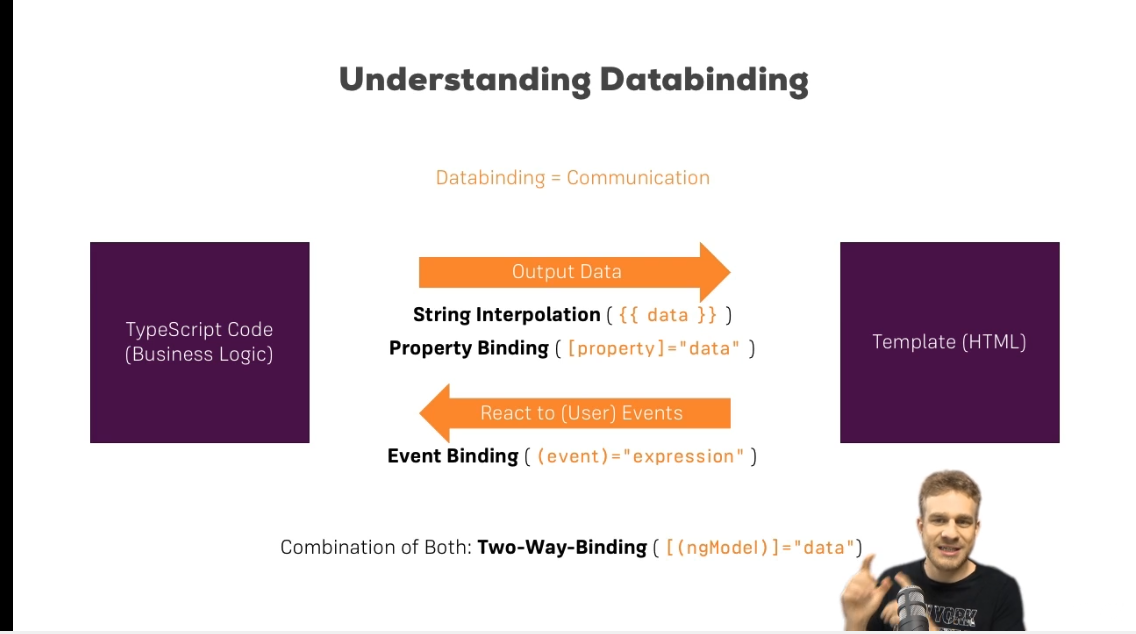 Understanding Databinding
Databinding = Communication
TypeScript Code
(Business Logic)
Output Data
String Interpolation ( {{ data }} )
Property Binding ( [property]="data" )
React to (User) Events
Event Binding ( (event)="expression" )
Template (HTML)
Combination of Both: Two-Way-Binding ( [(ngModel)]="data")
YORK